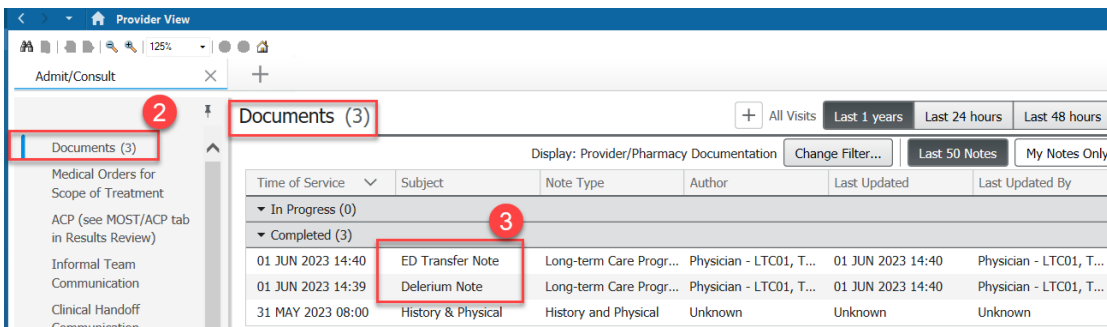 Provider View
125%
Admit/Consult
2
Documents (3)
Medical Orders for
Scope of Treatment
ACP (see MOST/ACP tab
in Results Review)
Informal Team
Communication
Clinical Handoff
Communication
Documents (3)
All Visits Last 1 years Last 24 hours Last 48 hours
Display: Provider/Pharmacy Documentation Change Filter... Last 50 Notes My Notes Only
Time of Service Subject Note Type Author Last Updated Last Updated By
In Progress (0)
3
Completed (3)
01 JUN 2023 14:40 ED Transfer Note Long-term Care Progr... Physician - LTC01, T... 01 JUN 2023 14:40 Physician - LTC01, T...
01 JUN 2023 14:39 Delerium Note Long-term Care Progr... Physician - LTC01, T... 01 JUN 2023 14:40 Physician - LTC01, T...
31 MAY 2023 08:00 History & Physical History and Physical Unknown Unknown Unknown